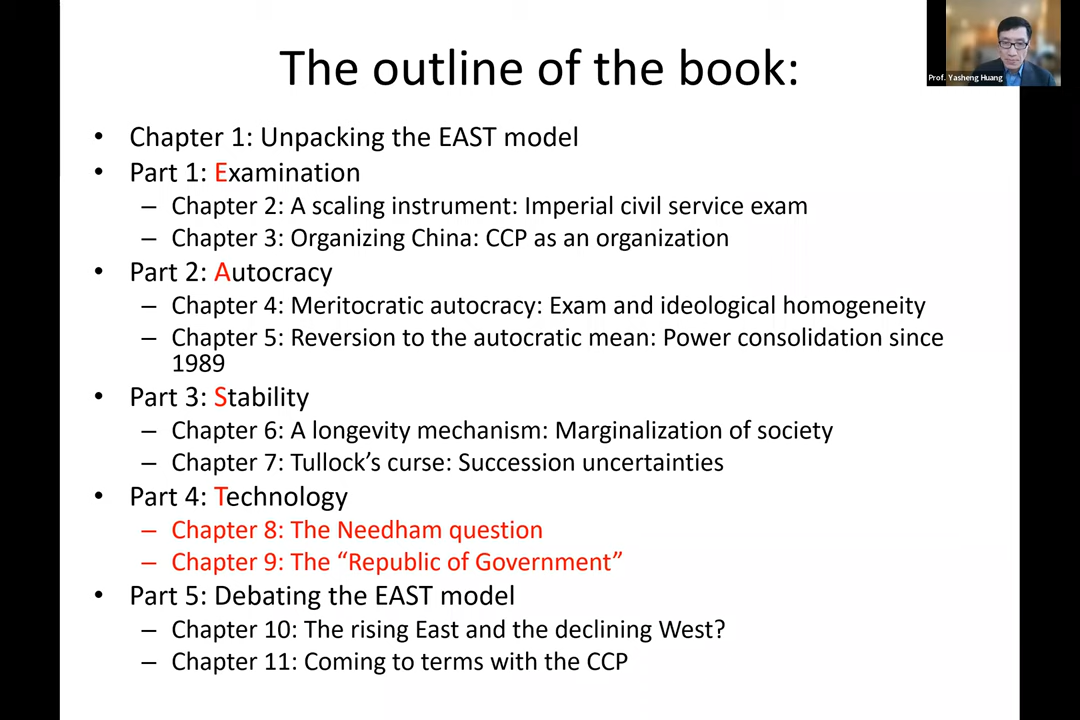 The outline of the book:
Prof. Yasheng Huang
• Chapter 1: Unpacking the EAST model
• Part 1: Examination
– Chapter 2: A scaling instrument: Imperial civil service exam
– Chapter 3: Organizing China: CCP as an organization
• Part 2: Autocracy
– Chapter 4: Meritocratic autocracy: Exam and ideological homogeneity
– Chapter 5: Reversion to the autocratic mean: Power consolidation since
1989
• Part 3: Stability
– Chapter 6: A longevity mechanism: Marginalization of society
– Chapter 7: Tullock’s curse: Succession uncertainties
• Part 4: Technology
– Chapter 8: The Needham question
– Chapter 9: The “Republic of Government”
• Part 5: Debating the EAST model
– Chapter 10: The rising East and the declining West?
– Chapter 11: Coming to terms with the CCP